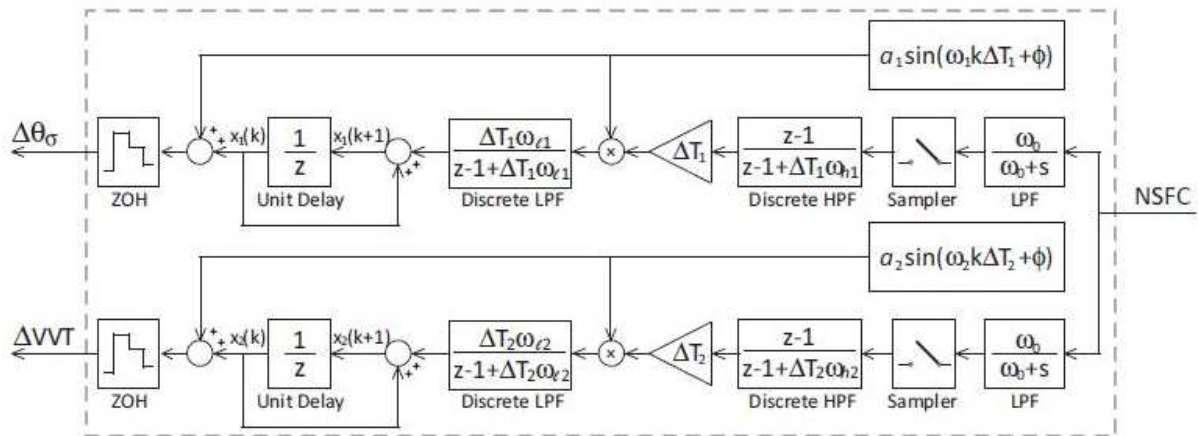 a₁sin(ω₁kΔT₁+ϕ)
Δθσ
ZOH
+
+
x₁(k)
1
z
Unit Delay
x₁(k+1)
+
+
ΔT₁ωℓ₁
z-1+ΔT₁ωℓ₁
Discrete LPF
×
ΔT₁
z-1
z-1+ΔT₁ωh₁
Discrete HPF
Sampler
ω₀
ω₀+s
LPF
NSFC
a₂sin(ω₂kΔT₂+ϕ)
ΔVVT
ZOH
+
+
x₂(k)
1
z
Unit Delay
x₂(k+1)
+
+
ΔT₂ωℓ₂
z-1+ΔT₂ωℓ₂
Discrete LPF
×
ΔT₂
z-1
z-1+ΔT₂ωh₂
Discrete HPF
Sampler
ω₀
ω₀+s
LPF